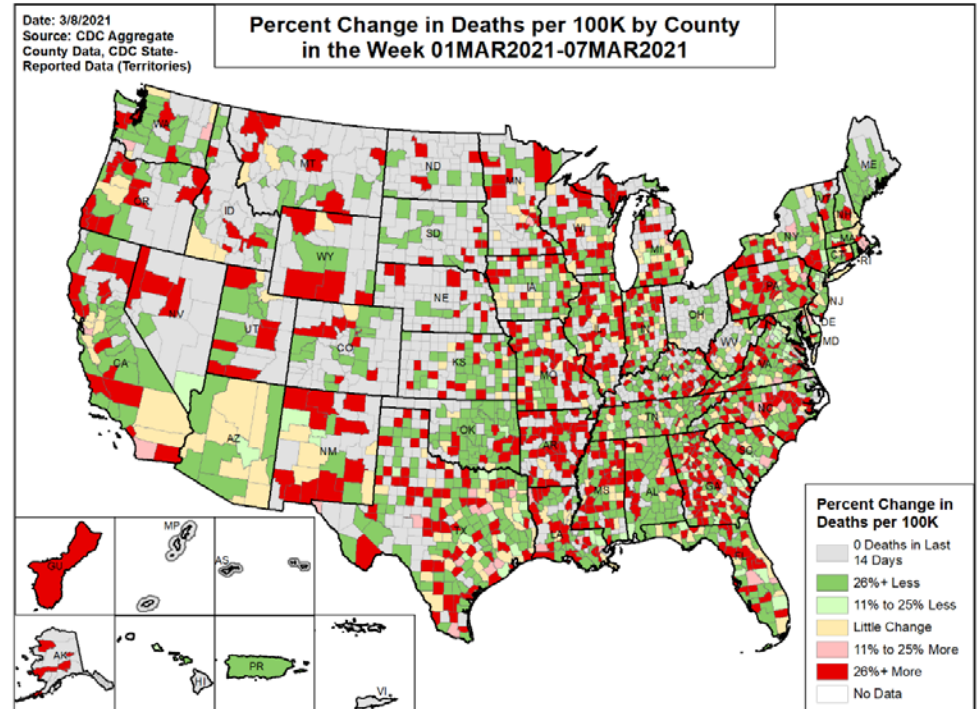 Date: 3/8/2021
Source: CDC Aggregate
County Data, CDC State-
Reported Data (Territories)
Percent Change in Deaths per 100K by County
in the Week 01MAR2021-07MAR2021
WA
MT
ND
MN
ME
OR
ID
SD
WI
MI
NY
VT
NH
MA
CT
RI
WY
NE
IA
PA
NJ
OH
DE
MD
NV
UT
CO
KS
MO
IL
IN
WV
VA
KY
CA
AZ
NM
OK
AR
TN
NC
SC
MS
AL
GA
TX
LA
FL
GU
MP
AS
AK
HI
PR
VI
Percent Change in
Deaths per 100K
0 Deaths in Last
14 Days
26%+ Less
11% to 25% Less
Little Change
11% to 25% More
26%+ More
No Data